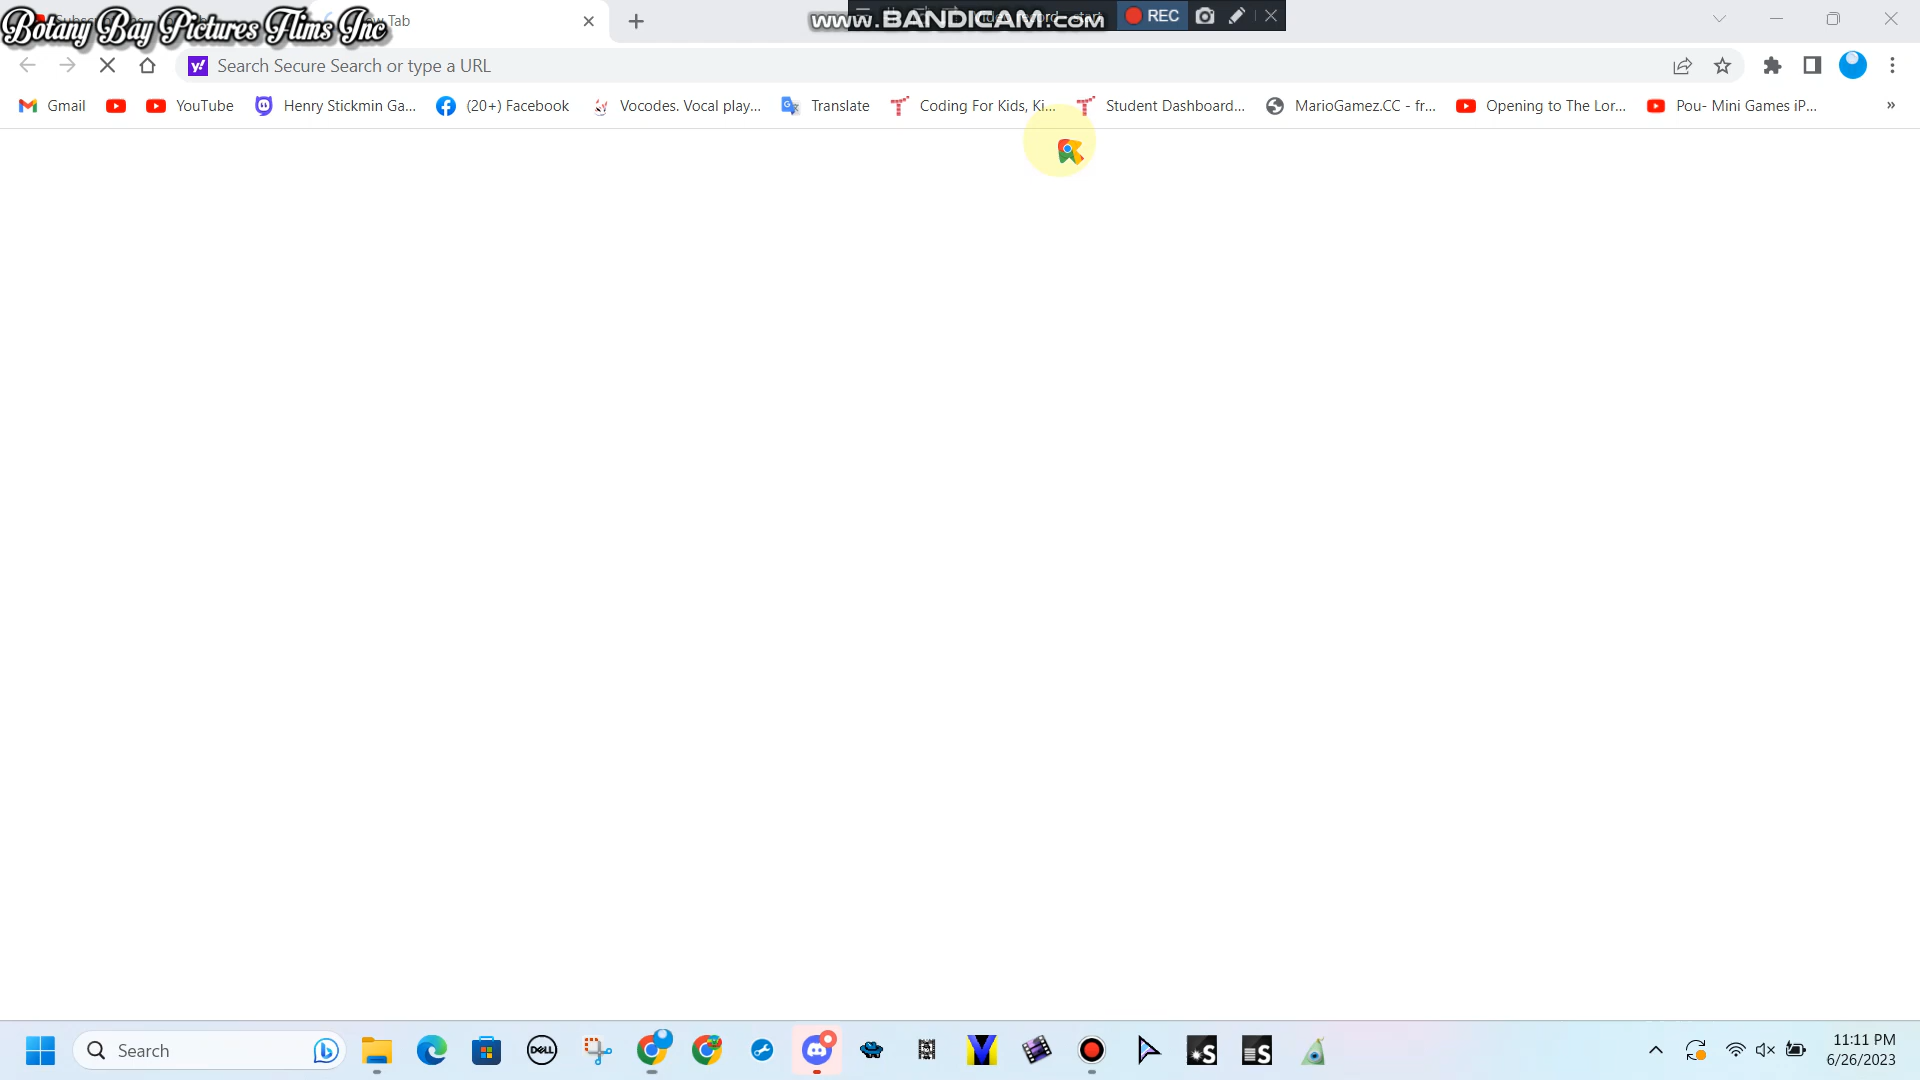 Botany Bay Pictures Flims Inc
Tab
www.BANDICAM.com
REC
Search Secure Search or type a URL
Gmail
YouTube
Henry Stickmin Ga...
(20+) Facebook
Vocodes. Vocal play...
Translate
Coding For Kids, Ki...
Student Dashboard...
MarioGamez.CC - fr...
Opening to The Lor...
Pou- Mini Games iP...
»
Search
DELL
11:11 PM
6/26/2023